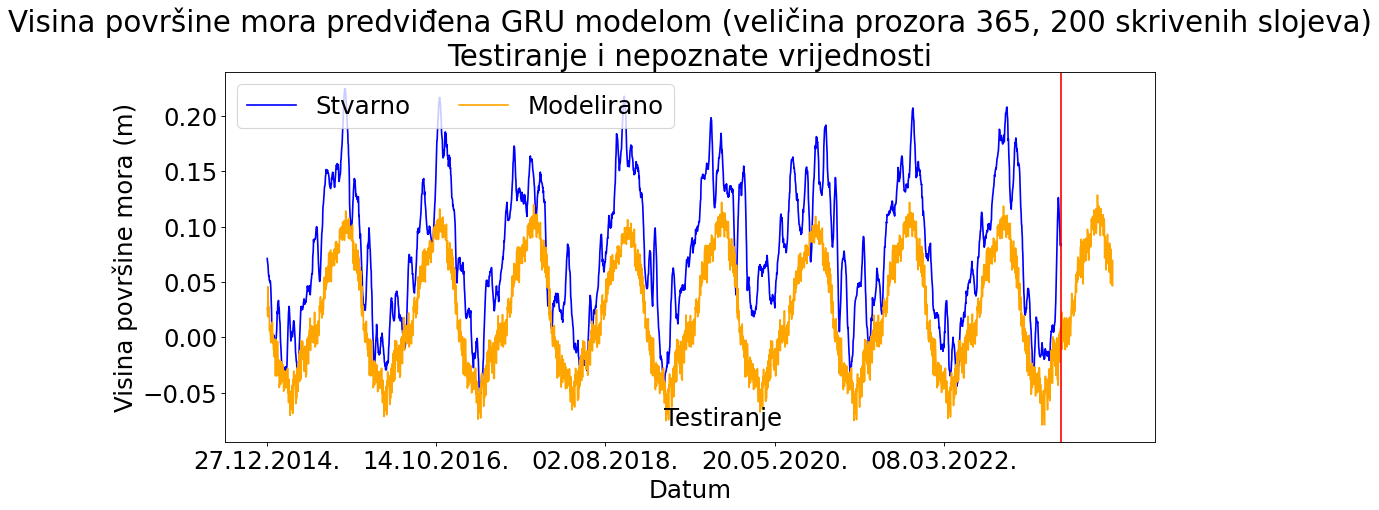 Visina površine mora predviđena GRU modelom (veličina prozora 365, 200 skrivenih slojeva)
Testiranje i nepoznate vrijednosti
Stvarno
Modelirano
Visina površine mora (m)
0.20
0.15
0.10
0.05
0.00
−0.05
Testiranje
27.12.2014.
14.10.2016.
02.08.2018.
20.05.2020.
08.03.2022.
Datum